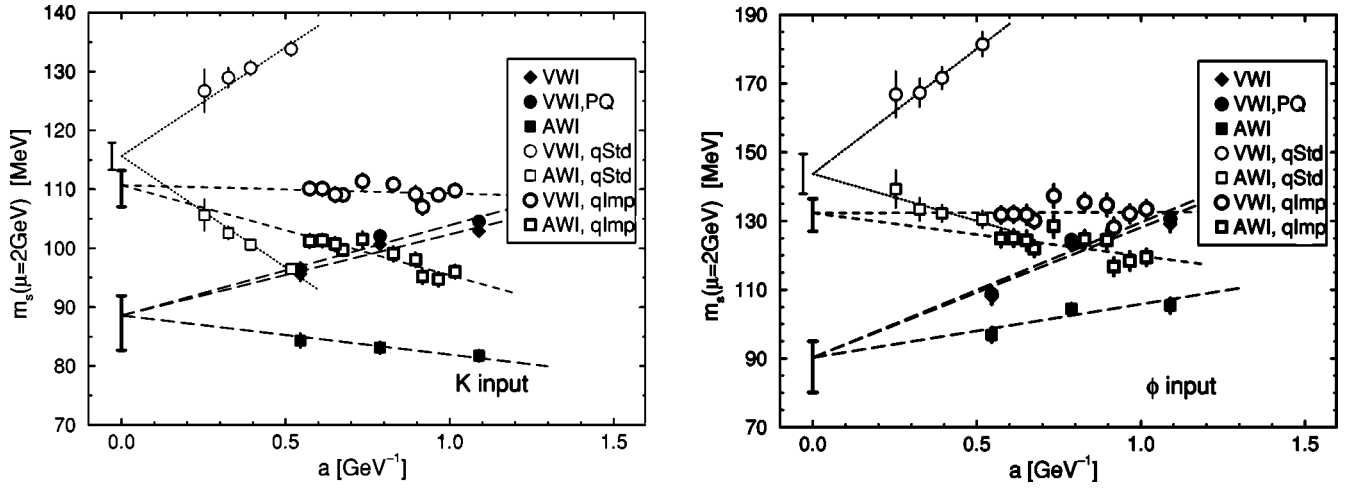 140
130
120
110
100
90
80
70
0.0
0.5
1.0
1.5
m_s(μ=2GeV) [MeV]
a [GeV⁻¹]
VWI
VWI,PQ
AWI
VWI, qStd
AWI, qStd
VWI, qImp
AWI, qImp
K input
190
170
150
130
110
90
70
0.0
0.5
1.0
1.5
m_s(μ=2GeV) [MeV]
a [GeV⁻¹]
VWI
VWI,PQ
AWI
VWI, qStd
AWI, qStd
VWI, qImp
AWI, qImp
ϕ input